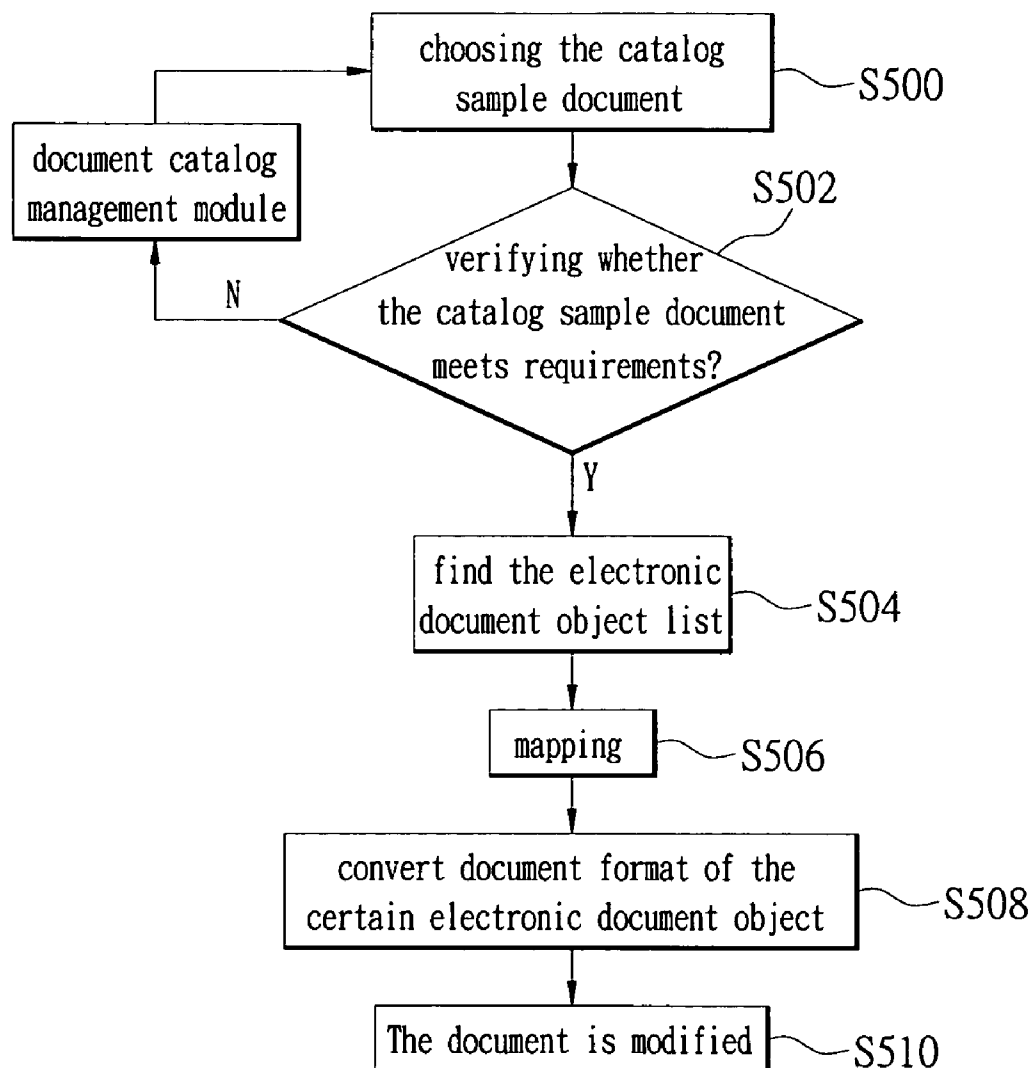 choosing the catalog
sample document
S500
document catalog
management module
S502
verifying whether
the catalog sample document
meets requirements?
N
Y
find the electronic
document object list
S504
mapping
S506
convert document format of the
certain electronic document object
S508
The document is modified
S510